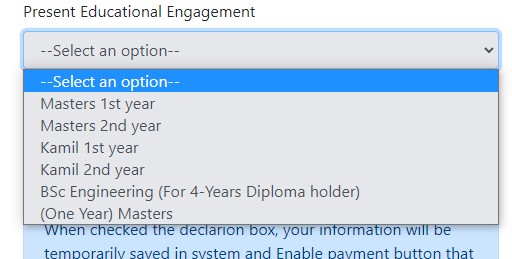 Present Educational Engagement
--Select an option--
--Select an option--
Masters 1st year
Masters 2nd year
Kamil 1st year
Kamil 2nd year
BSc Engineering (For 4-Years Diploma holder)
(One Year) Masters
When checked the declarion box, your information will be
temporarily saved in system and Enable payment button that